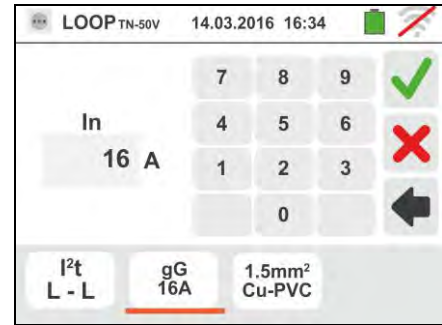 LOOP TN-50V 14.03.2016 16:34
7 8 9
In 4 5 6
16 A 1 2 3
0
I²t gG 1.5mm²
L - L 16A Cu-PVC